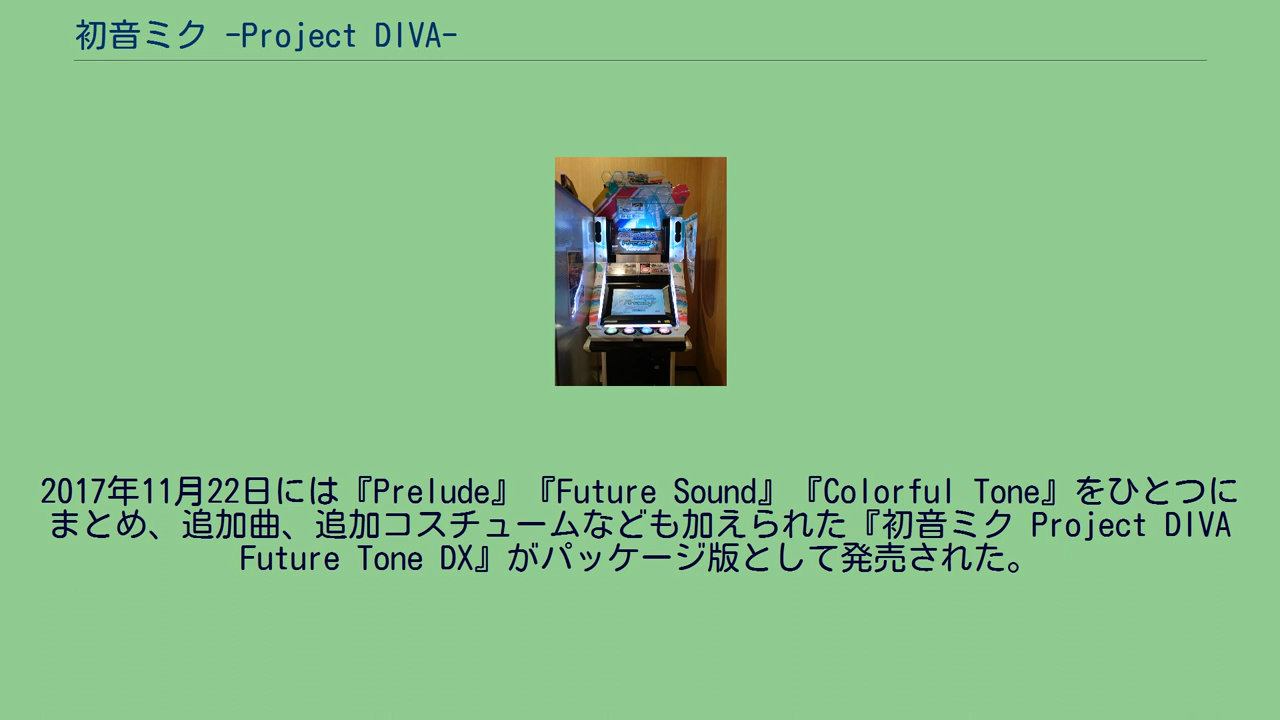 初音ミク -Project DIVA-
2017年11月22日には『Prelude』『Future Sound』『Colorful Tone』をひとつに
まとめ、追加曲、追加コスチュームなども加えられた『初音ミク Project DIVA
Future Tone DX』がパッケージ版として発売された。